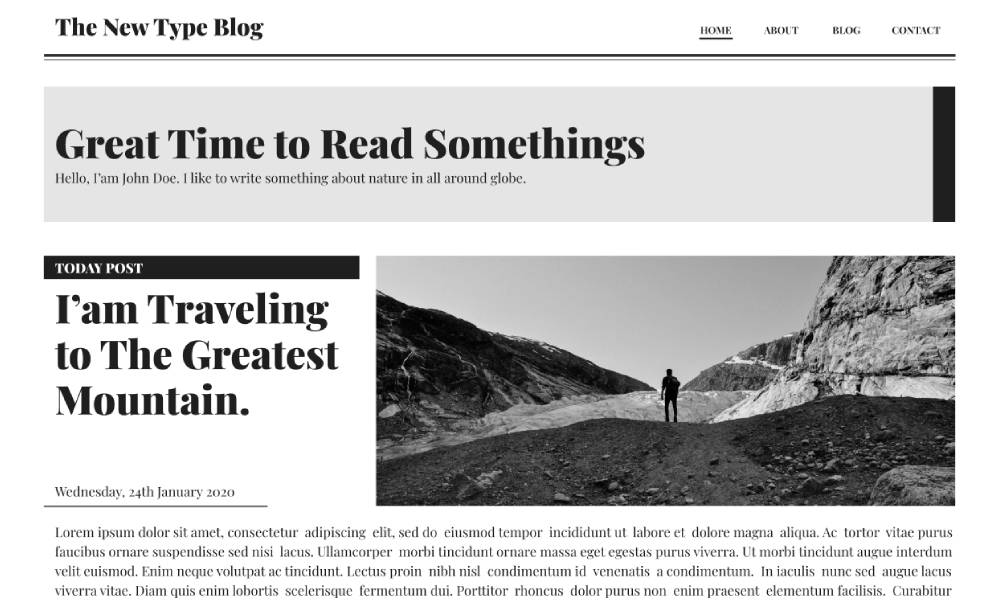 The New Type Blog
HOME ABOUT BLOG CONTACT
Great Time to Read Somethings
Hello, I'am John Doe. I like to write something about nature in all around globe.
TODAY POST
I'am Traveling
to The Greatest
Mountain.
Wednesday, 24th January 2020
Lorem ipsum dolor sit amet, consectetur adipiscing elit, sed do eiusmod tempor incididunt ut labore et dolore magna aliqua. Ac tortor vitae purus
faucibus ornare suspendisse sed nisi lacus. Ullamcorper morbi tincidunt ornare massa eget egestas purus viverra. Ut morbi tincidunt augue interdum
velit euismod. Enim neque volutpat ac tincidunt. Lectus proin nibh nisl condimentum id venenatis a condimentum. In iaculis nunc sed augue lacus
viverra vitae. Diam quis enim lobortis scelerisque fermentum dui. Porttitor rhoncus dolor purus non enim praesent elementum facilisis. Curabitur